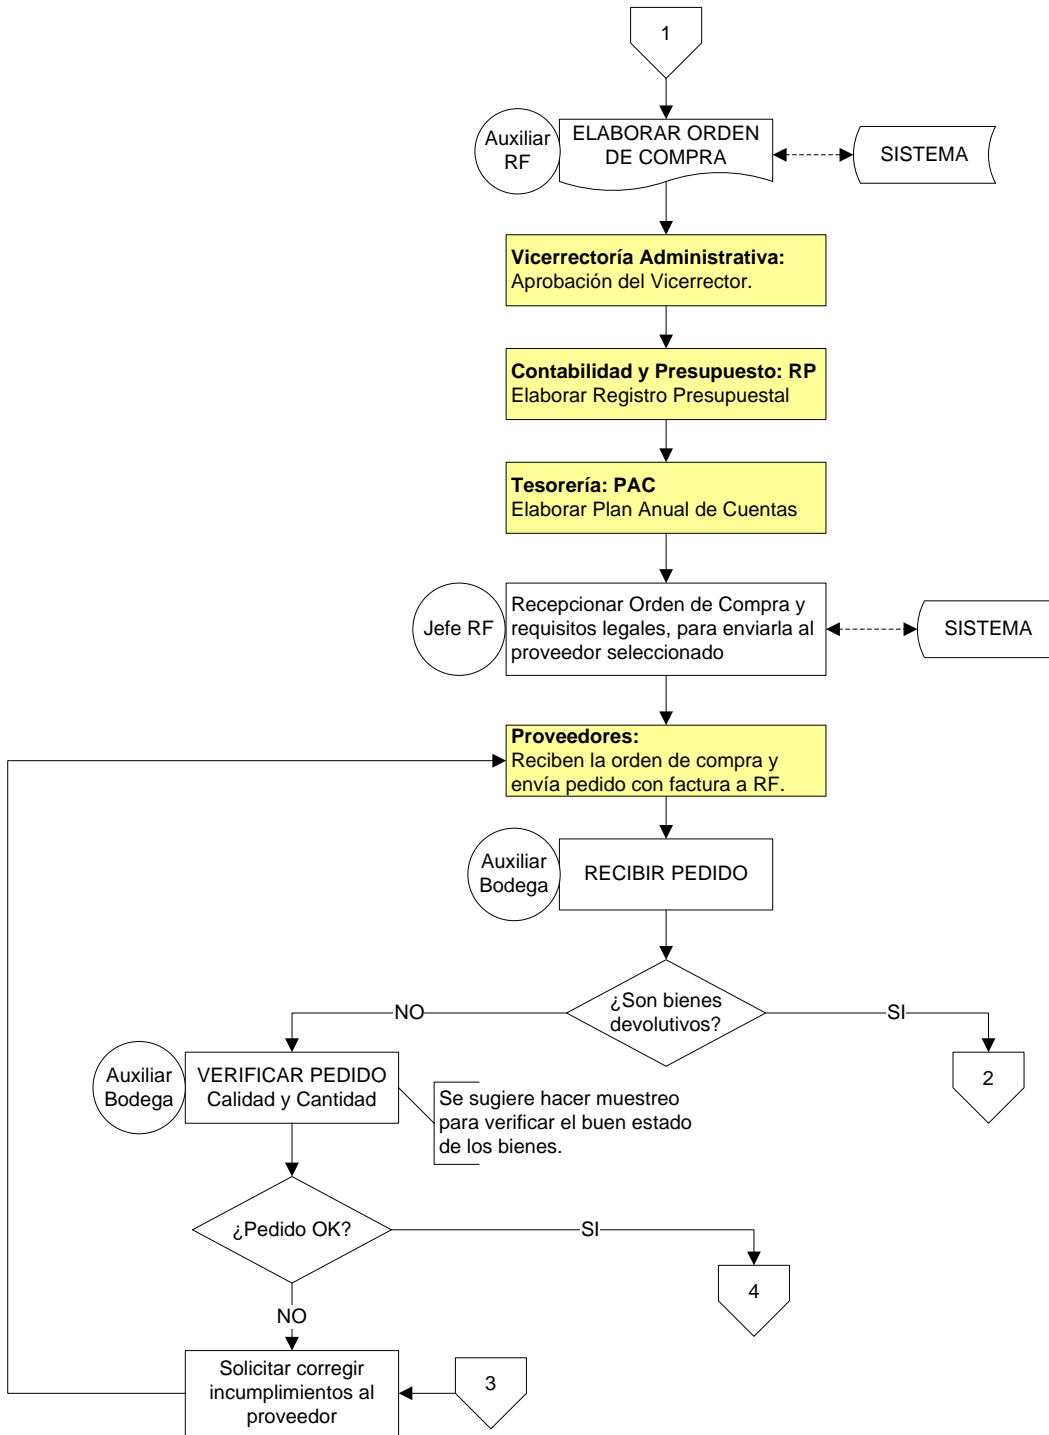 1
Auxiliar
RF
ELABORAR ORDEN
DE COMPRA
SISTEMA
Vicerrectoría Administrativa:
Aprobación del Vicerrector.
Contabilidad y Presupuesto: RP
Elaborar Registro Presupuestal
Tesorería: PAC
Elaborar Plan Anual de Cuentas
Jefe RF
Recepcionar Orden de Compra y
requisitos legales, para enviarla al
proveedor seleccionado
SISTEMA
Proveedores:
Reciben la orden de compra y
envía pedido con factura a RF.
Auxiliar
Bodega
RECIBIR PEDIDO
¿Son bienes
devolutivos?
NO
SI
2
Auxiliar
Bodega
VERIFICAR PEDIDO
Calidad y Cantidad
Se sugiere hacer muestreo
para verificar el buen estado
de los bienes.
¿Pedido OK?
SI
4
NO
Solicitar corregir
incumplimientos al
proveedor
3